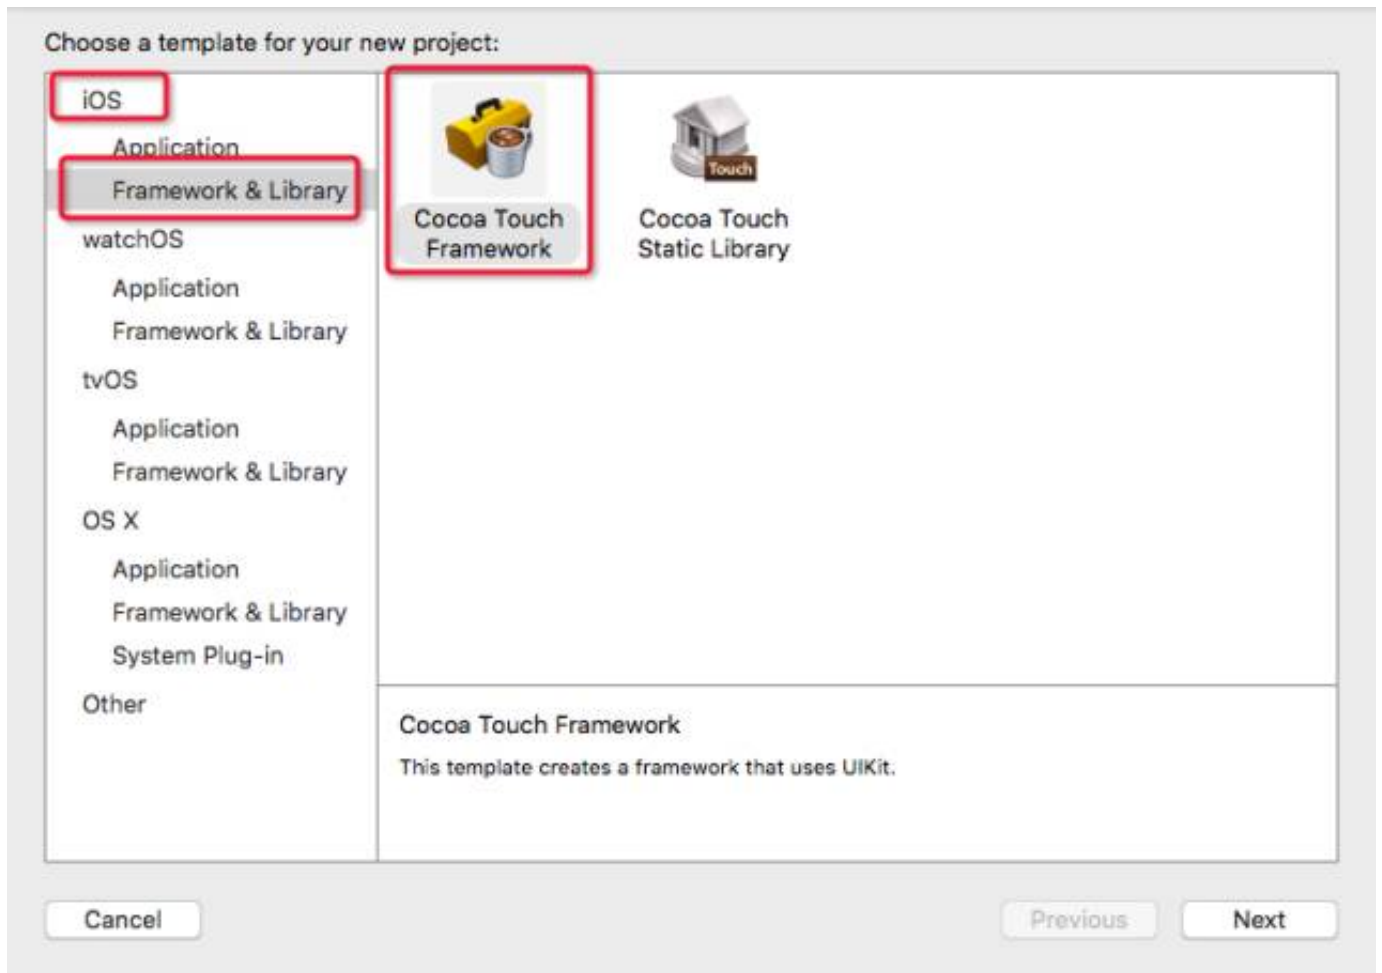 Choose a template for your new project:
iOS
Application
Framework & Library
watchOS
Application
Framework & Library
tvOS
Application
Framework & Library
OS X
Application
Framework & Library
System Plug-in
Other
Cocoa Touch
Framework
Touch
Cocoa Touch
Static Library
Cocoa Touch Framework
This template creates a framework that uses UIKit.
Cancel
Previous
Next